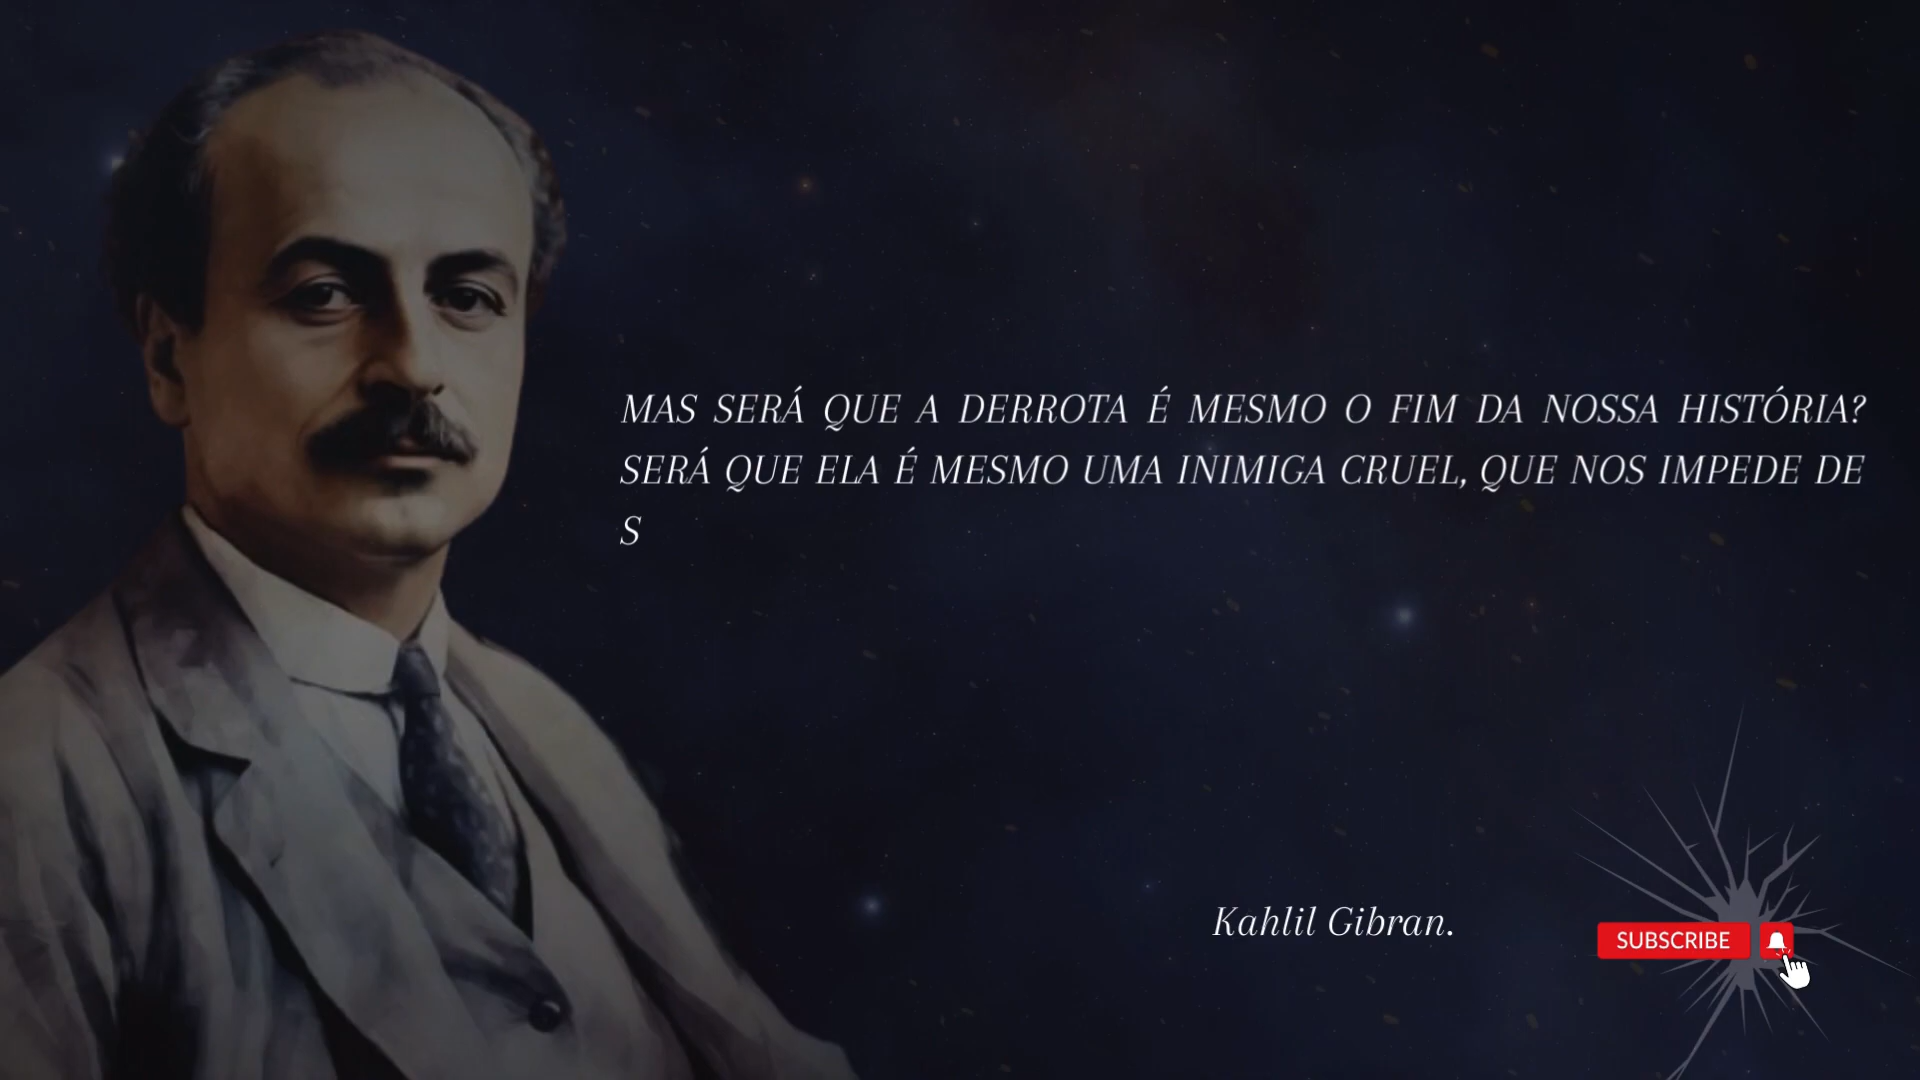 MAS SERÁ QUE A DERROTA É MESMO O FIM DA NOSSA HISTÓRIA?
SERÁ QUE ELA É MESMO UMA INIMIGA CRUEL, QUE NOS IMPEDE DE
S
Kahlil Gibran.
SUBSCRIBE